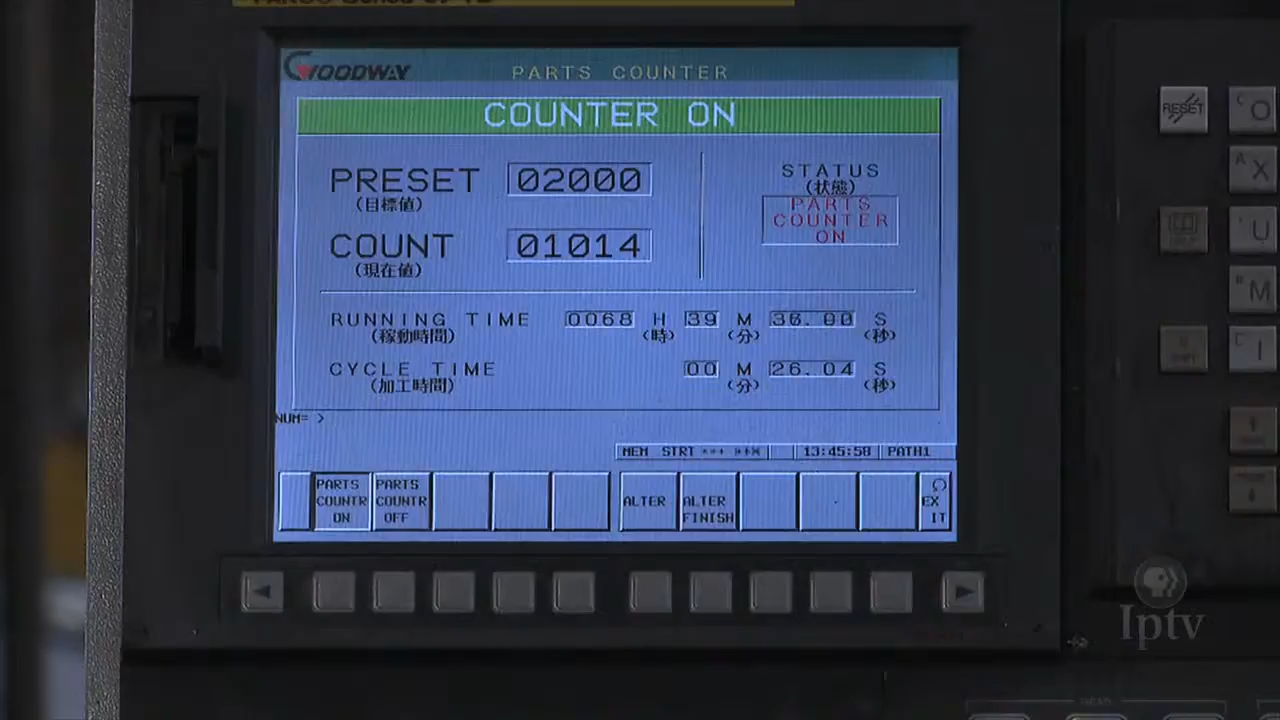 GOODWAY PARTS COUNTER
COUNTER ON
PRESET 02000
(目標値)
COUNT 01014
(現在値)
STATUS
(状態)
PARTS
COUNTER
ON
RUNNING TIME 0068 H 39 M 36.00 S
(稼動時間) (時) (分) (秒)
CYCLE TIME 00 M 26.04 S
(加工時間) (分) (秒)
NUM= >
MEM STRT *** *** 13:45:58 PATH1
PARTS COUNTR ON
PARTS COUNTR OFF
ALTER
ALTER FINISH
EXIT
RESET
C O
A X
U
B M
I
Iptv